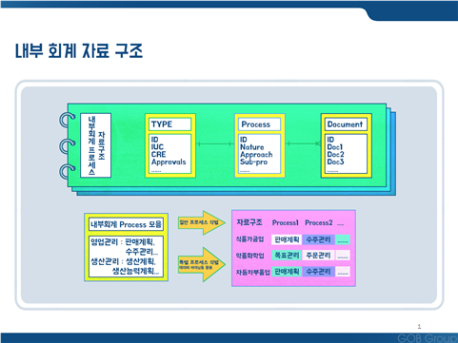 내부 회계 자료 구조
내부회계 프로세스
자료구조
TYPE
ID
IUC
CRE
Approvals
......
Process
ID
Nature
Approach
Sub-pro
......
Document
ID
Doc1
Doc2
Doc3
......
내부회계 Process 모음
영업관리 : 판매계획,
수주관리...
생산관리 : 생산계획,
생산능력계획...
일반 프로세스 식별
특정 프로세스 식별
자료구조 Process1 Process2 ...
식품가공업 판매계획 수주관리 ......
약품화학업 목표관리 주문관리 ......
자동차부품업 판매계획 수주관리 ......
1
GOB Group